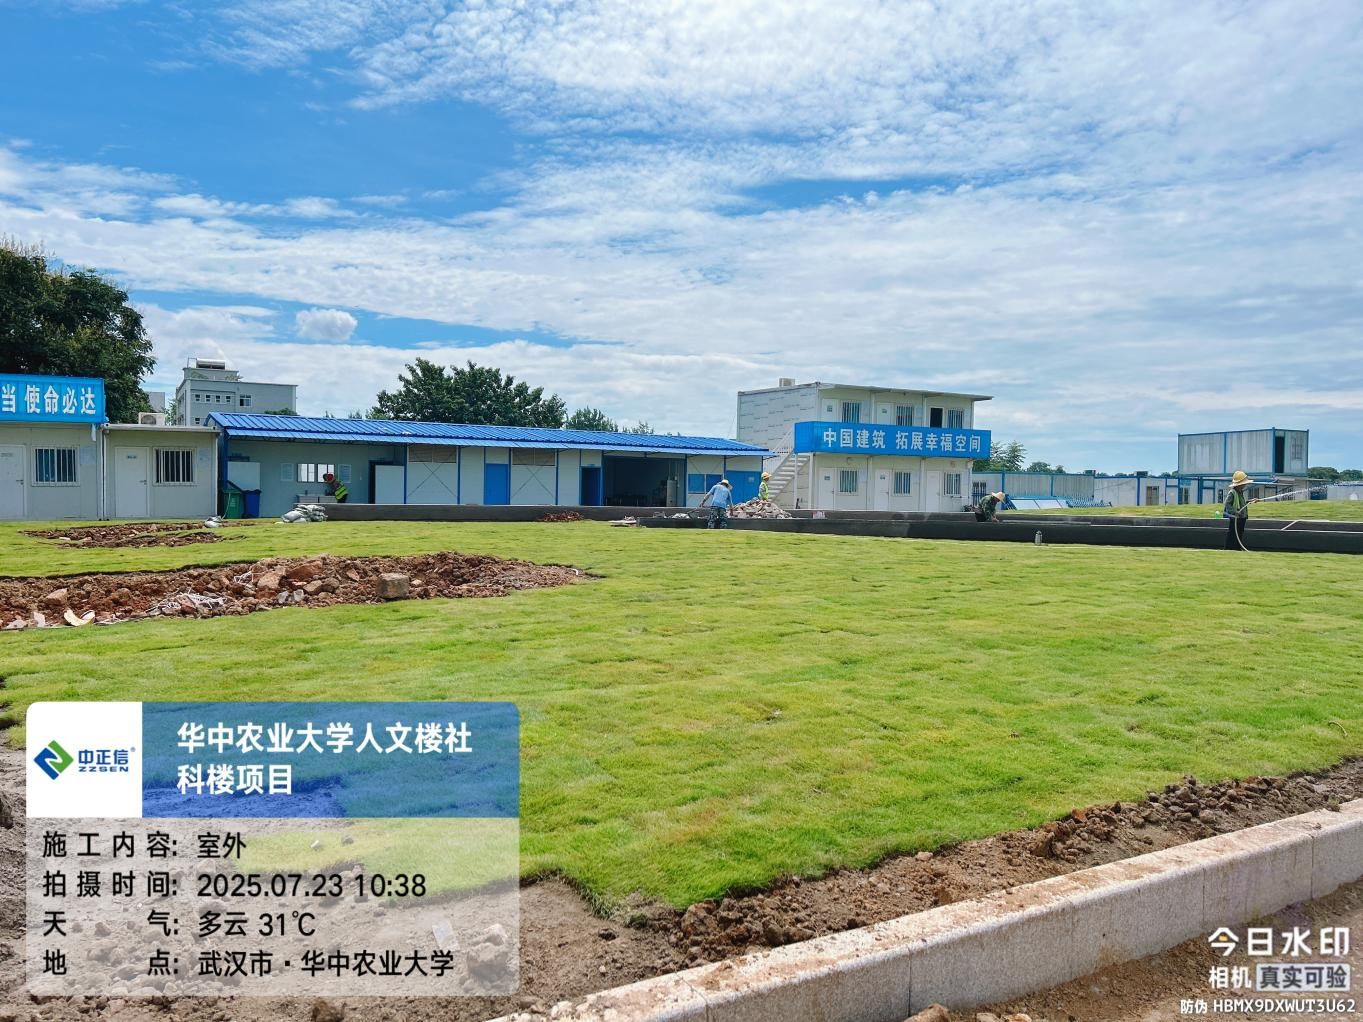 当 使命必达
中国建筑 拓展幸福空间
中正信®
ZZSEN
华中农业大学人文楼社
科楼项目
施工内容: 室外
拍摄时间: 2025.07.23 10:38
天气: 多云 31℃
地点: 武汉市·华中农业大学
今日水印
相机 真实可验
防伪 HBMX9DXWUT3U62